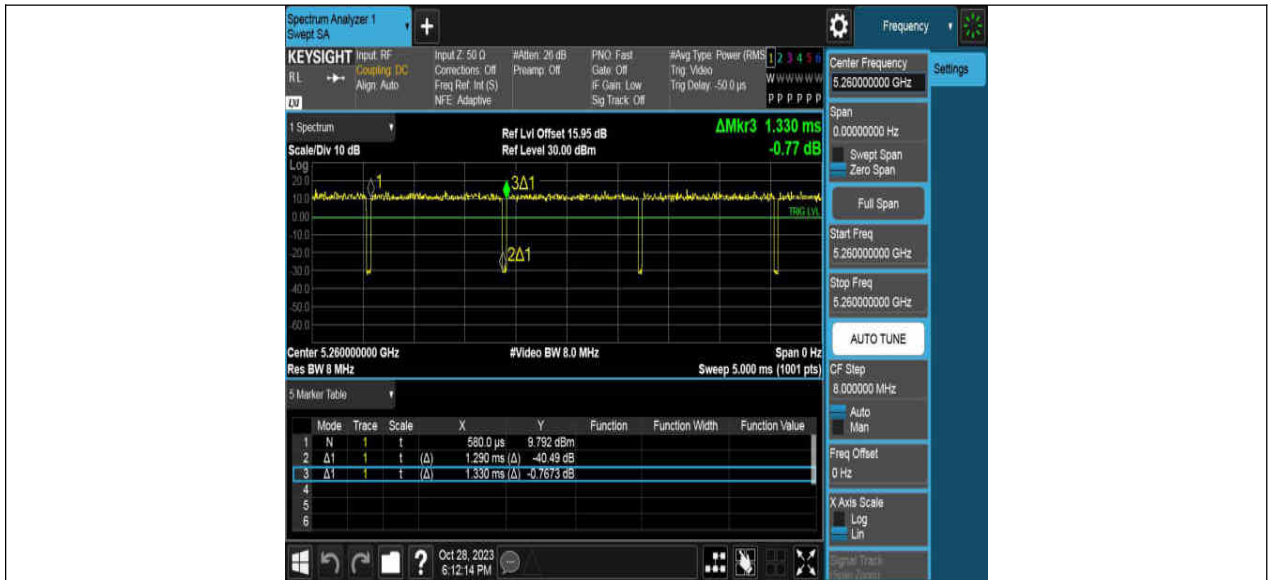 Spectrum Analyzer 1
Swept SA
+
Frequency
KEYSIGHT
RL
LXI
Input: RF
Coupling: DC
Align: Auto
Input Z: 50 Ω
Corrections: Off
Freq Ref: Int (S)
NFE: Adaptive
#Atten: 26 dB
Preamp: Off
PNO: Fast
Gate: Off
IF Gain: Low
Sig Track: Off
#Avg Type: Power (RMS
Trig: Video
Trig Delay: -50.0 µs
1 2 3 4 5 6
W W W W W W
P P P P P P
Center Frequency
5.260000000 GHz
Settings
Span
0.00000000 Hz
Swept Span
Zero Span
Full Span
Start Freq
5.260000000 GHz
Stop Freq
5.260000000 GHz
AUTO TUNE
CF Step
8.000000 MHz
Auto
Man
Freq Offset
0 Hz
X Axis Scale
Log
Lin
Signal Track
(Span Zoom)
1 Spectrum
Scale/Div 10 dB
Ref Lvl Offset 15.95 dB
Ref Level 30.00 dBm
ΔMkr3 1.330 ms
-0.77 dB
Log
20.0
10.0
0.00
-10.0
-20.0
-30.0
-40.0
-50.0
-60.0
1
3Δ1
2Δ1
TRIG LVL
Center 5.260000000 GHz
#Video BW 8.0 MHz
Span 0 Hz
Res BW 8 MHz
Sweep 5.000 ms (1001 pts)
5 Marker Table
Mode Trace Scale X Y Function Function Width Function Value
1 N 1 t 580.0 µs 9.792 dBm
2 Δ1 1 t (Δ) 1.290 ms (Δ) -40.49 dB
3 Δ1 1 t (Δ) 1.330 ms (Δ) -0.7673 dB
4
5
6
?
Oct 28, 2023
6:12:14 PM